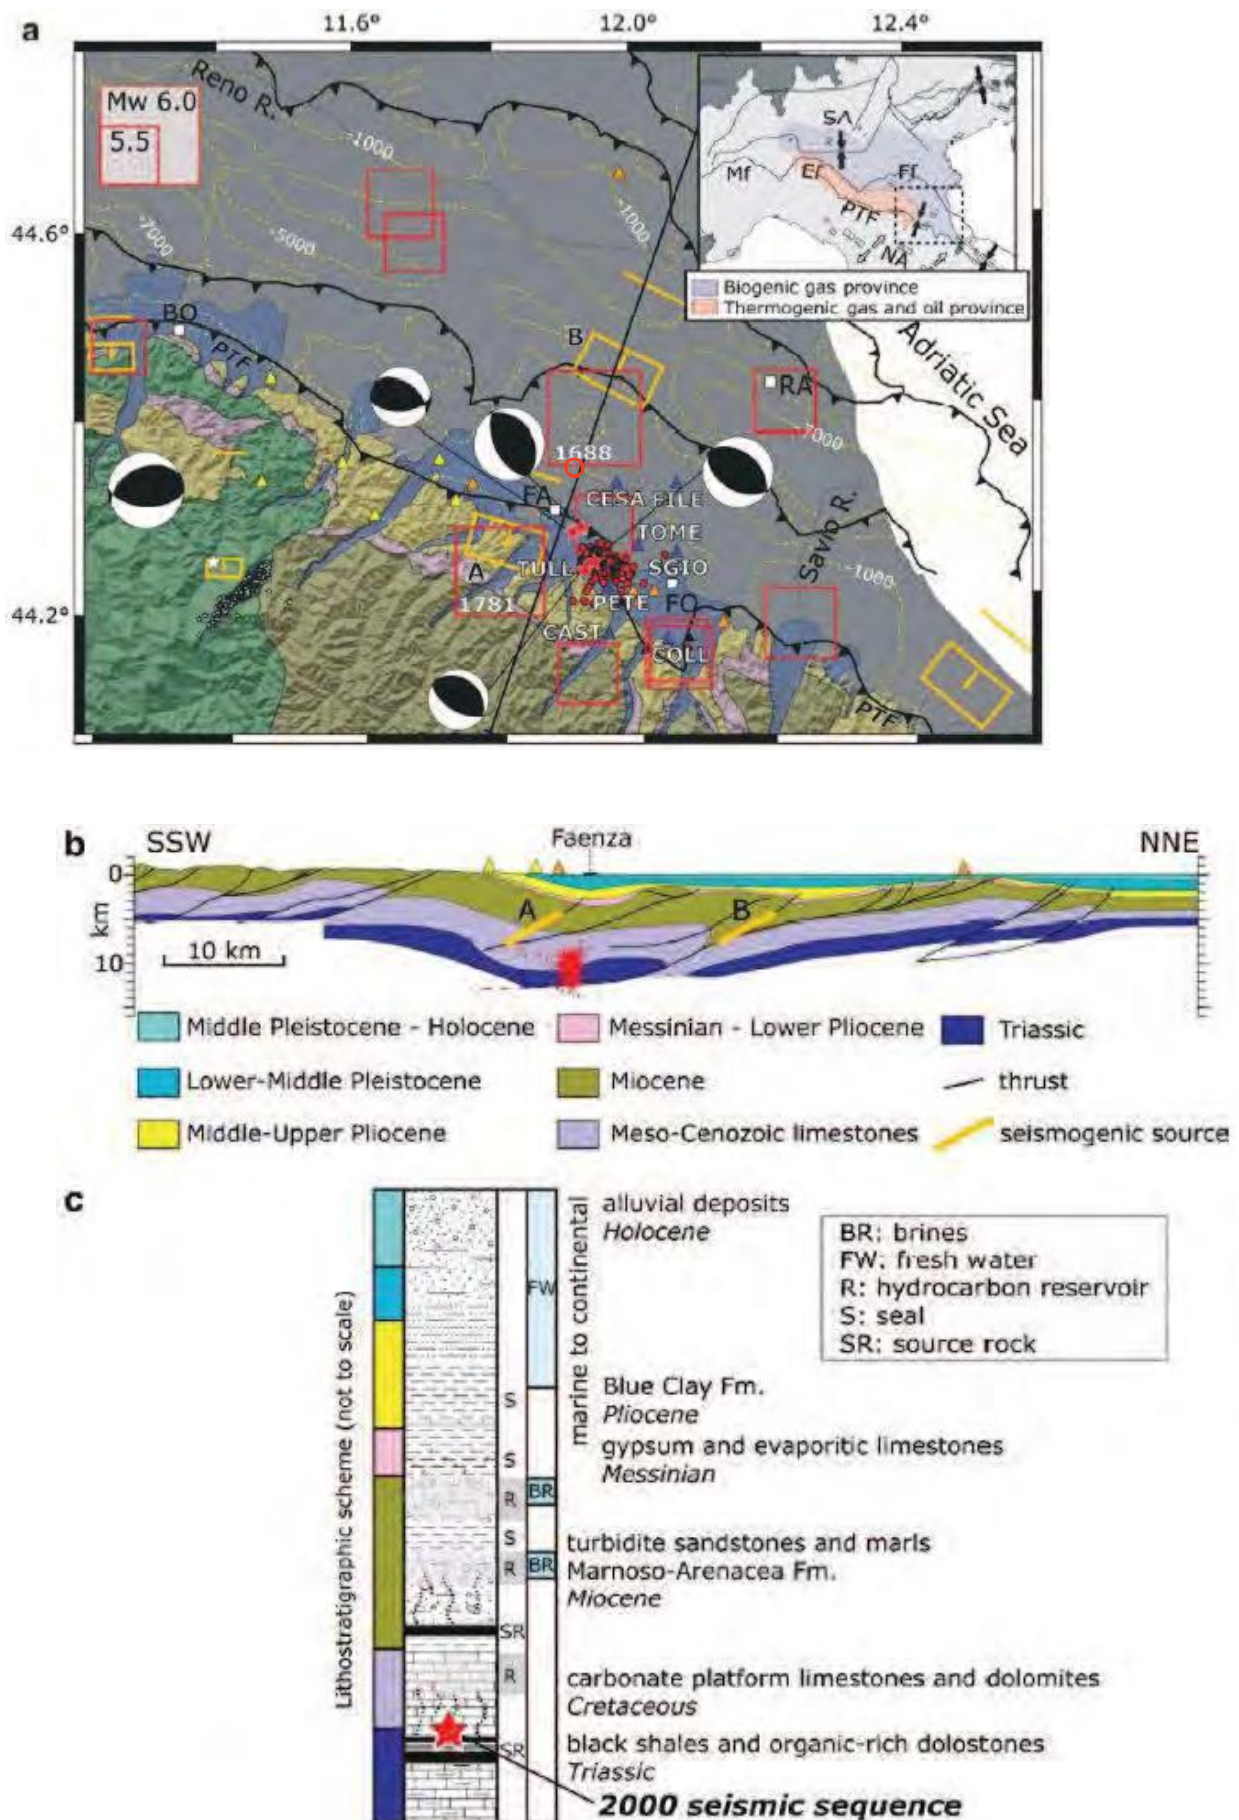 a
11.6°
12.0°
12.4°
Reno R.
Mw 6.0
5.5
-1000
-7000
-5000
-1000
44.6°
SA
Mf
Ef
Ff
PTF
NA
Biogenic gas province
Thermogenic gas and oil province
BO
PTF
B
RA
Adriatic Sea
-7000
1688
FA
CESA FILE
TOME
Savio R.
TULL
SGIO
-1000
A
1781
PETE
FO
44.2°
CAST
COLL
PTF
b
SSW
Faenza
NNE
0
A
B
km
10 km
10
Middle Pleistocene - Holocene
Messinian - Lower Pliocene
Triassic
Lower-Middle Pleistocene
Miocene
thrust
Middle-Upper Pliocene
Meso-Cenozoic limestones
seismogenic source
c
Lithostratigraphic scheme (not to scale)
marine to continental
alluvial deposits
Holocene
BR: brines
FW: fresh water
R: hydrocarbon reservoir
S: seal
SR: source rock
FW
S
Blue Clay Fm.
Pliocene
S
gypsum and evaporitic limestones
Messinian
R
BR
S
turbidite sandstones and marls
R
BR
Marnoso-Arenacea Fm.
Miocene
SR
R
carbonate platform limestones and dolomites
Cretaceous
SR
black shales and organic-rich dolostones
Triassic
2000 seismic sequence